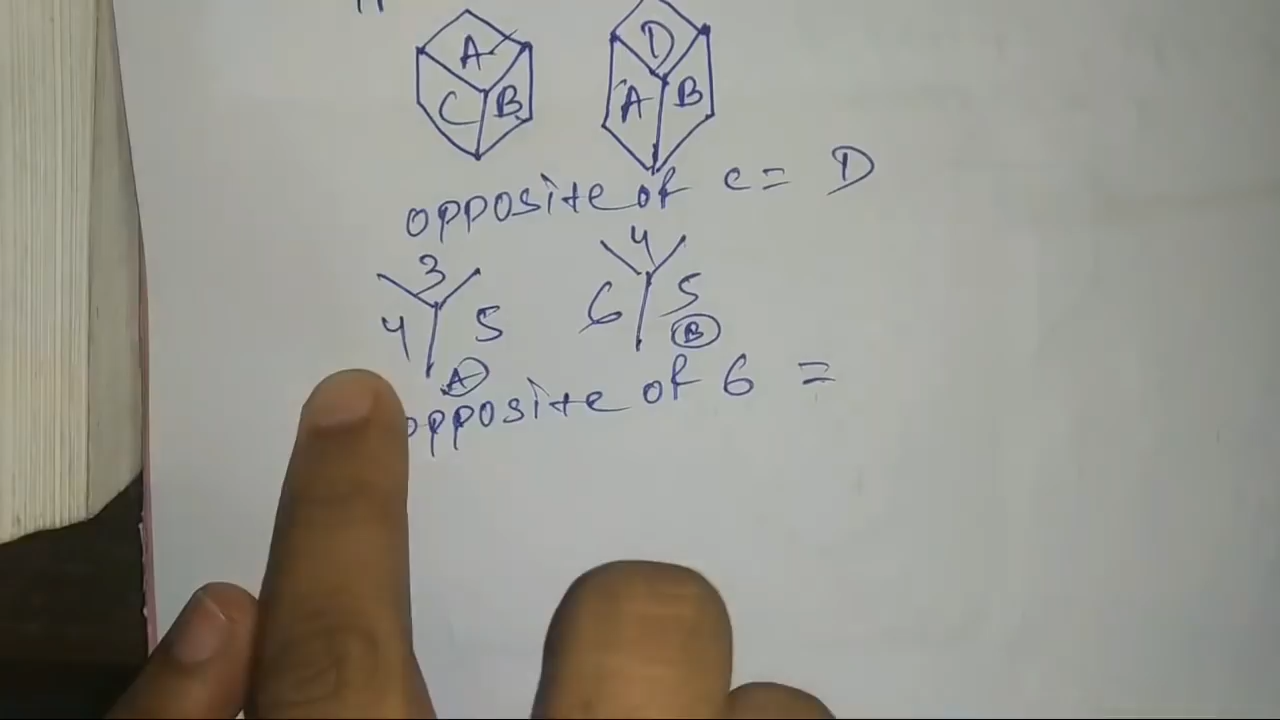 A D
C B A B
opposite of c = D
3 4
4 5 6 5
A B
opposite of 6 =